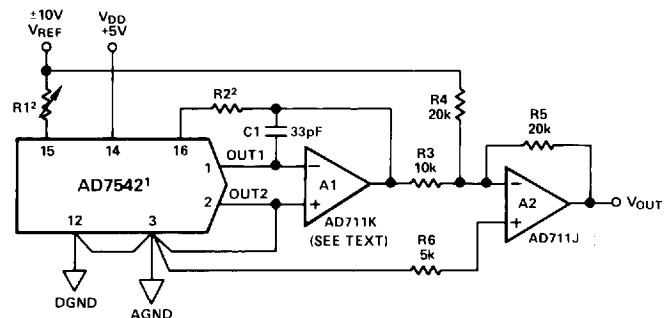 ±10V
VREF
VDD
+5V
R1²
R2²
C1
33pF
R4
20k
R5
20k
15
14
16
1
OUT1
R3
10k
AD7542¹
2
OUT2
−
+
A1
AD711K
(SEE TEXT)
−
+
A2
AD711J
VOUT
12
3
R6
5k
DGND
AGND